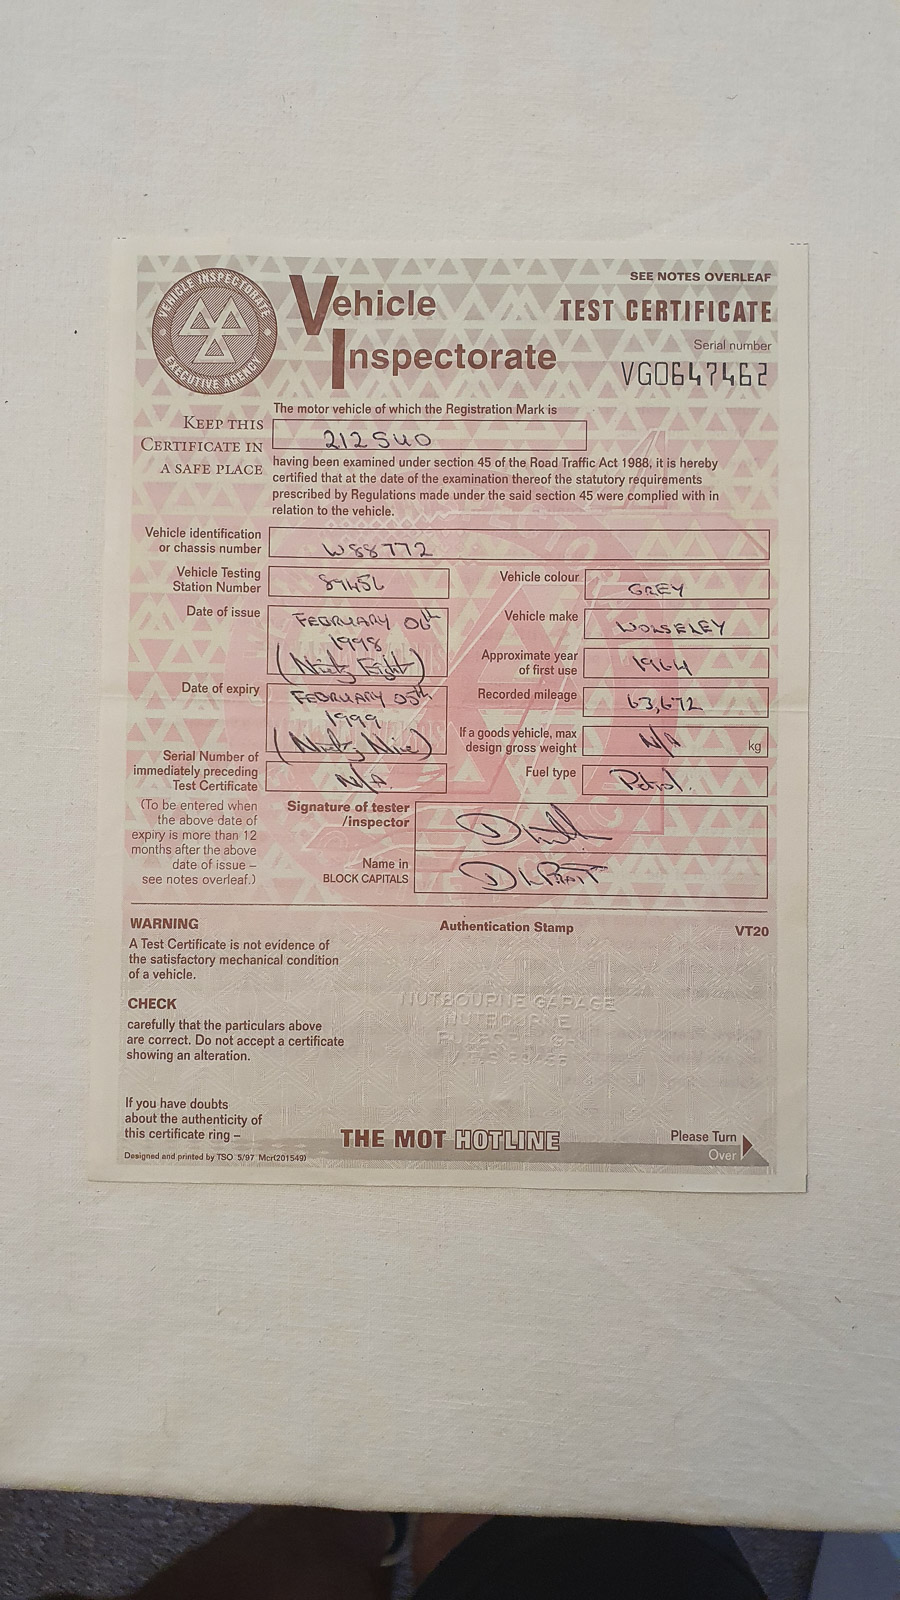 SEE NOTES OVERLEAF
VEHICLE INSPECTORATE
EXECUTIVE AGENCY
Vehicle
Inspectorate
TEST CERTIFICATE
Serial number
VG0647462
KEEP THIS
CERTIFICATE IN
A SAFE PLACE
The motor vehicle of which the Registration Mark is
212 SUO
having been examined under section 45 of the Road Traffic Act 1988, it is hereby
certified that at the date of the examination thereof the statutory requirements
prescribed by Regulations made under the said section 45 were complied with in
relation to the vehicle.
Vehicle identification
or chassis number
W88772
Vehicle Testing
Station Number
89456
Vehicle colour
GREY
Date of issue
FEBRUARY 06th
1998
(Ninety Eight)
Vehicle make
WOLSELEY
Approximate year
of first use
1964
Date of expiry
FEBRUARY 05th
1999
(Ninety Nine)
Recorded mileage
63,672
If a goods vehicle, max
design gross weight
N/A
kg
Serial Number of
immediately preceding
Test Certificate
N/A
Fuel type
Petrol.
(To be entered when
the above date of
expiry is more than 12
months after the above
date of issue –
see notes overleaf.)
Signature of tester
/inspector
Name in
BLOCK CAPITALS
WARNING
Authentication Stamp
VT20
A Test Certificate is not evidence of
the satisfactory mechanical condition
of a vehicle.
CHECK
carefully that the particulars above
are correct. Do not accept a certificate
showing an alteration.
NUTBOURNE GARAGE
NUTBOURNE
PULBOROUGH
V.T.S 89456
If you have doubts
about the authenticity of
this certificate ring –
THE MOT HOTLINE
Please Turn
Over
Designed and printed by TSO 5/97 Mcr(201549)